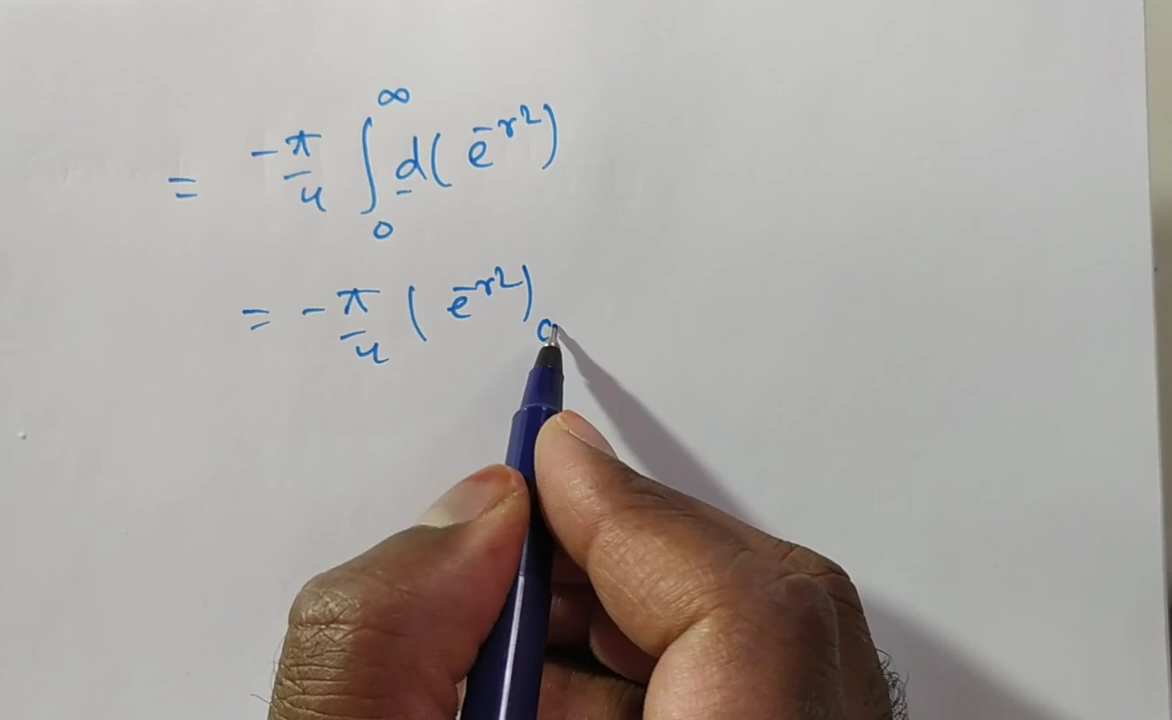 = -π/4 ∫₀^∞ d(e^-r²)
= -π/4 (e^-r²)₀